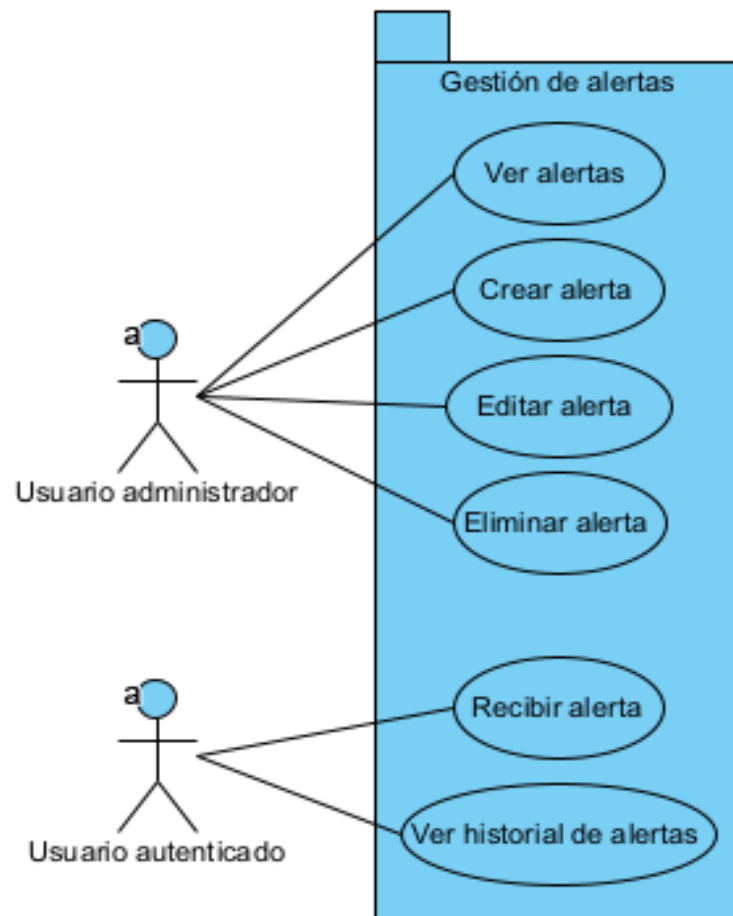 Gestión de alertas
Ver alertas
Crear alerta
Editar alerta
Eliminar alerta
a
Usuario administrador
Recibir alerta
Ver historial de alertas
a
Usuario autenticado